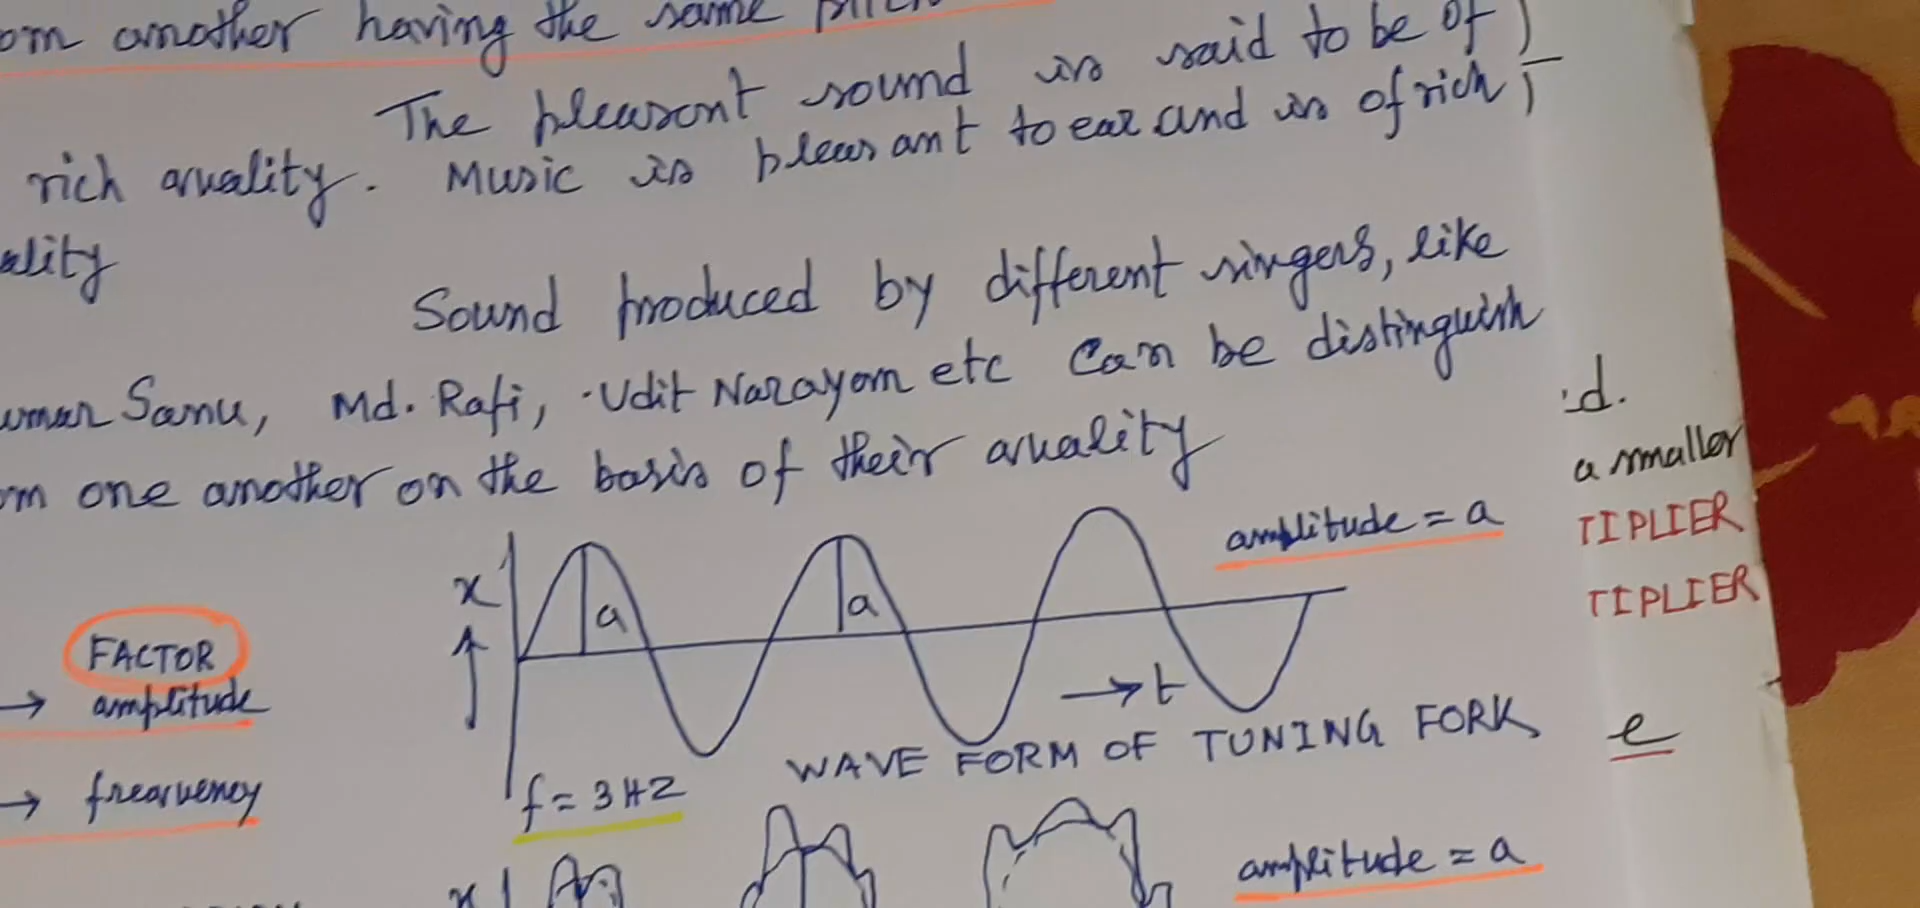 om another having the same pitch
The pleasant sound is said to be of
rich quality. Music is pleasant to ear and is of rich
ality
Sound produced by different singers, like
umar Sanu, Md. Rafi, Udit Narayan etc can be distinguish
om one another on the basis of their quality
:d.
a smaller
TIPLIER
TIPLIER
e
amplitude = a
x
a
a
→ t
FACTOR
→ amplitude
→ frequency
WAVE FORM OF TUNING FORK
f = 3 HZ
amplitude = a
x